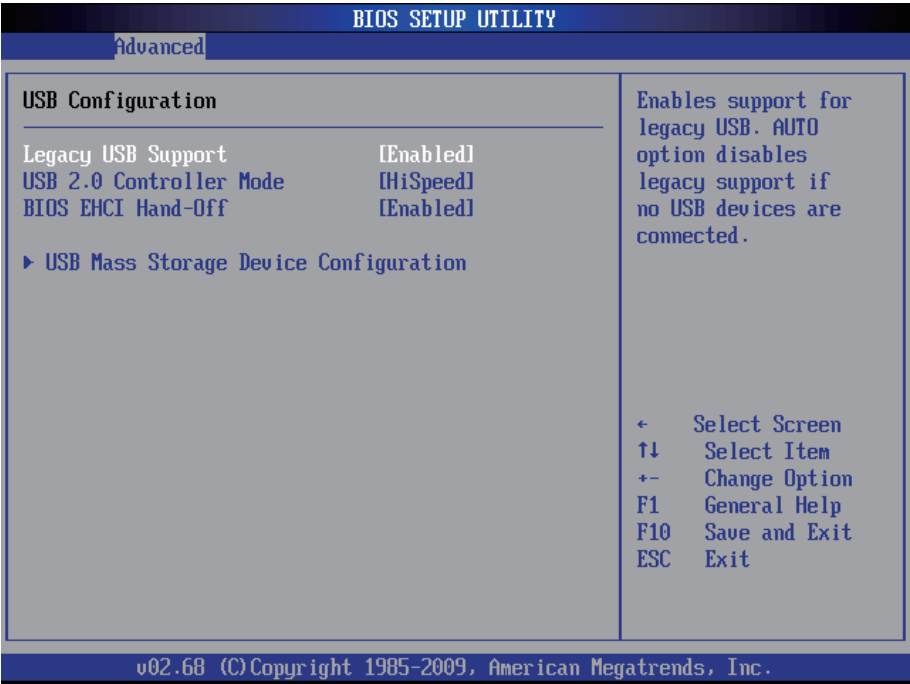 BIOS SETUP UTILITY
Advanced
USB Configuration
Legacy USB Support [Enabled]
USB 2.0 Controller Mode [HiSpeed]
BIOS EHCI Hand-Off [Enabled]
▶ USB Mass Storage Device Configuration
Enables support for
legacy USB. AUTO
option disables
legacy support if
no USB devices are
connected.
← Select Screen
↑↓ Select Item
+- Change Option
F1 General Help
F10 Save and Exit
ESC Exit
v02.68 (C)Copyright 1985-2009, American Megatrends, Inc.